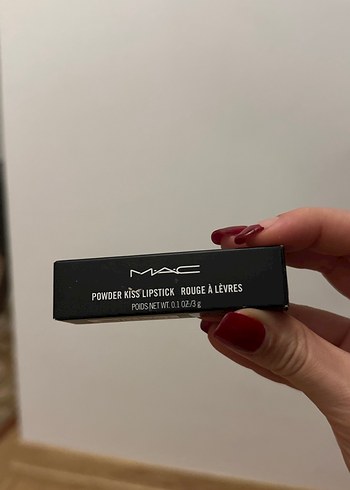 MAC
POWDER KISS LIPSTICK ROUGE À LÈVRES
POIDS NET WT. 0.1 OZ./3 g